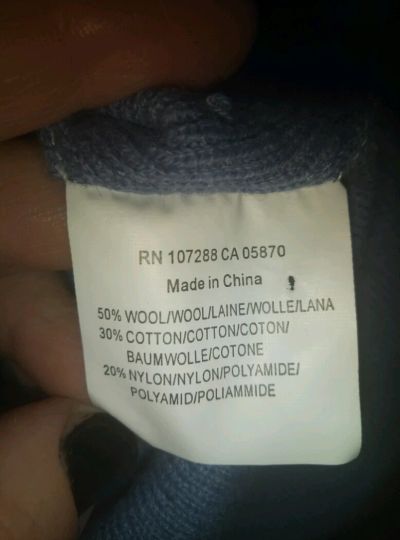 RN 107288 CA 05870
Made in China
50% WOOL/WOOL/LAINE/WOLLE/LANA
30% COTTON/COTTON/COTON/
BAUMWOLLE/COTONE
20% NYLON/NYLON/POLYAMIDE/
POLYAMID/POLIAMMIDE